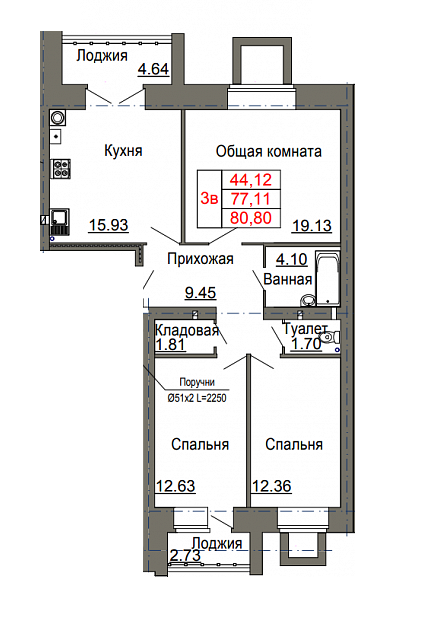 Лоджия
4.64
Кухня
15.93
Общая комната
3в
44,12
77,11
80,80
19.13
Прихожая
9.45
4.10
Ванная
Кладовая
1.81
Туалет
1.70
Поручни
Ø51x2 L=2250
Спальня
12.63
Спальня
12.36
Лоджия
2.73